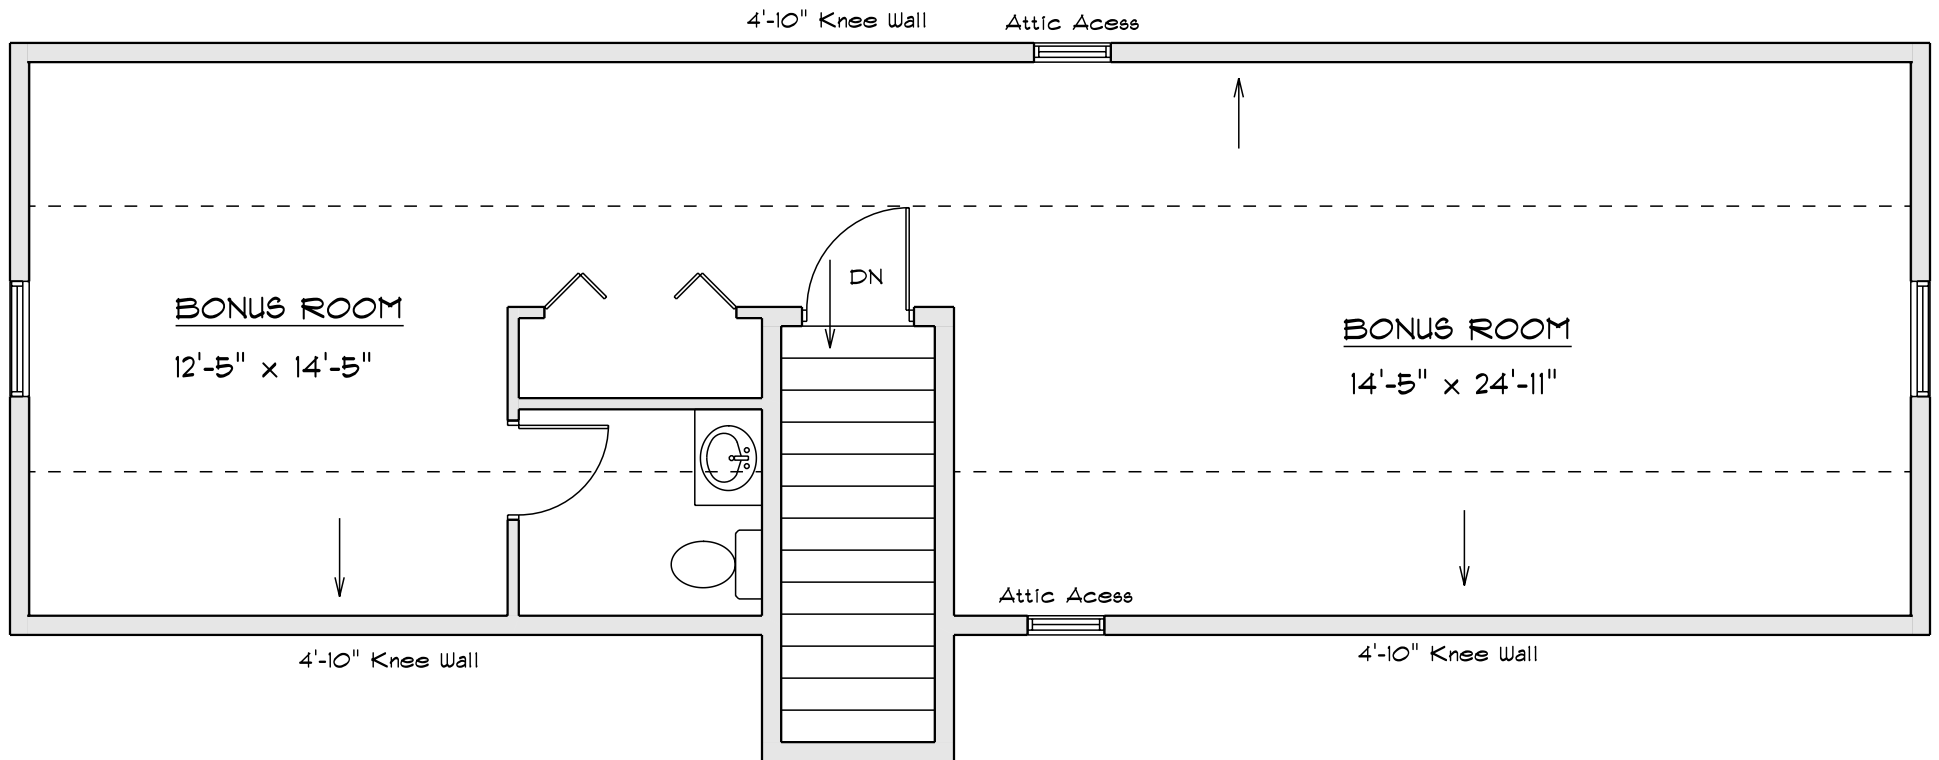 4'-10" Knee Wall
Attic Acess
DN
BONUS ROOM
12'-5" x 14'-5"
BONUS ROOM
14'-5" x 24'-11"
Attic Acess
4'-10" Knee Wall
4'-10" Knee Wall